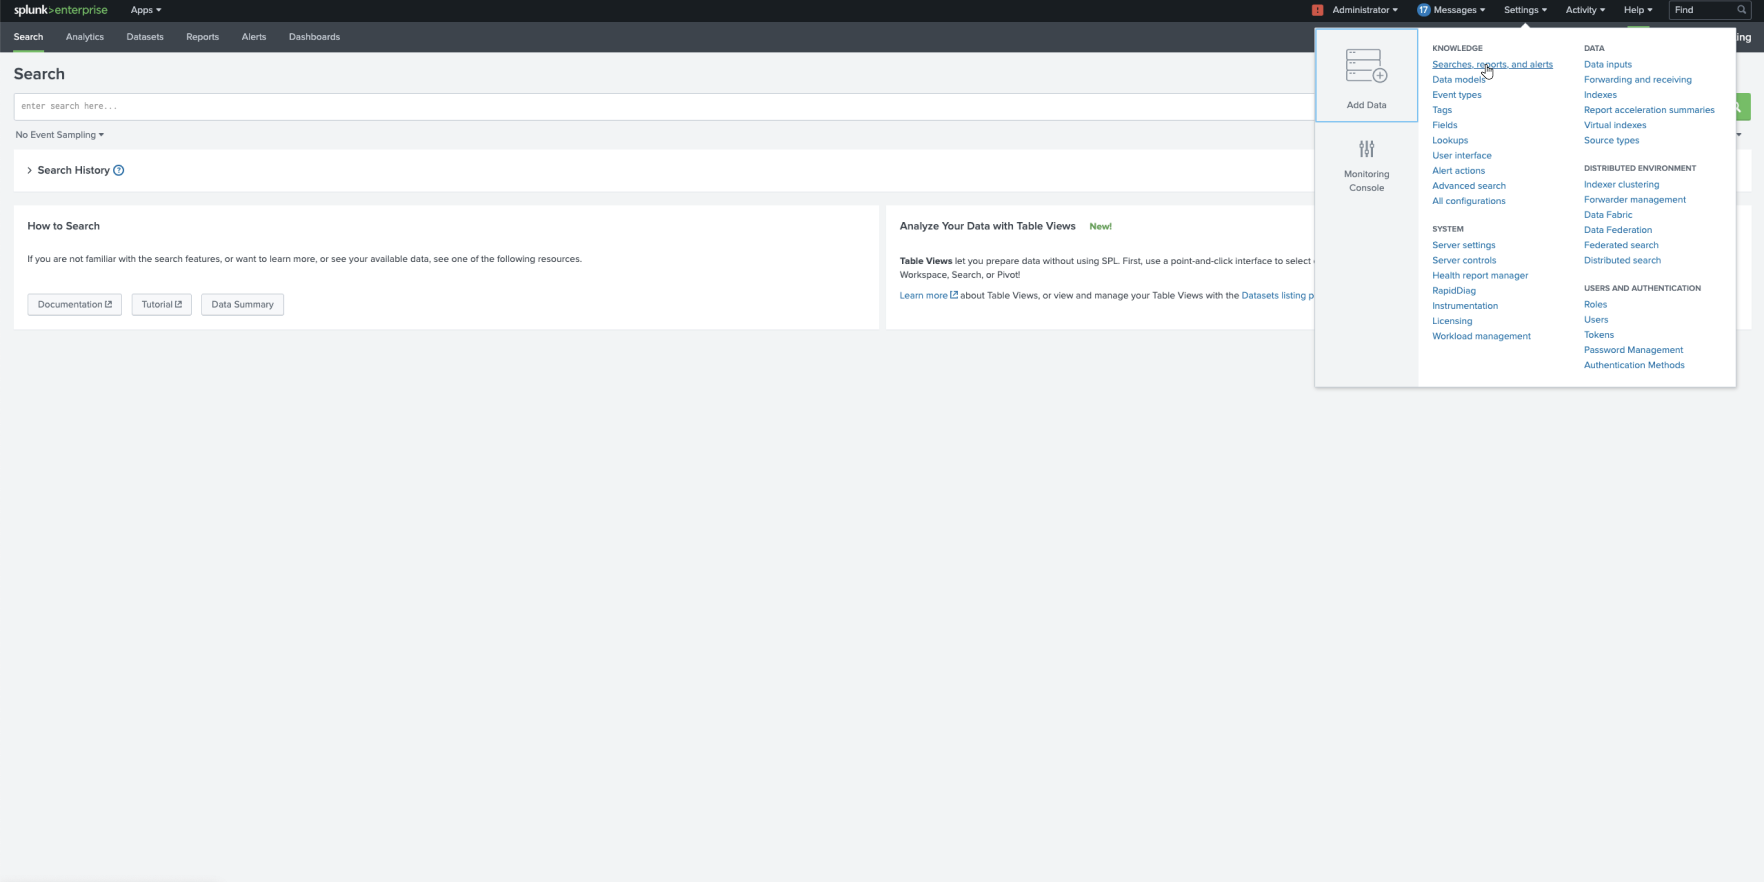 splunk>enterprise Apps
! Administrator 17 Messages Settings Activity Help Find
Search Analytics Datasets Reports Alerts Dashboards
ing
Search
enter search here...
No Event Sampling
Search History ?
How to Search
If you are not familiar with the search features, or want to learn more, or see your available data, see one of the following resources.
Documentation Tutorial Data Summary
Analyze Your Data with Table Views New!
Table Views let you prepare data without using SPL. First, use a point-and-click interface to select
Workspace, Search, or Pivot!
Learn more about Table Views, or view and manage your Table Views with the Datasets listing p
Add Data
Monitoring
Console
KNOWLEDGE
Searches, reports, and alerts
Data models
Event types
Tags
Fields
Lookups
User interface
Alert actions
Advanced search
All configurations
SYSTEM
Server settings
Server controls
Health report manager
RapidDiag
Instrumentation
Licensing
Workload management
DATA
Data inputs
Forwarding and receiving
Indexes
Report acceleration summaries
Virtual indexes
Source types
DISTRIBUTED ENVIRONMENT
Indexer clustering
Forwarder management
Data Fabric
Data Federation
Federated search
Distributed search
USERS AND AUTHENTICATION
Roles
Users
Tokens
Password Management
Authentication Methods